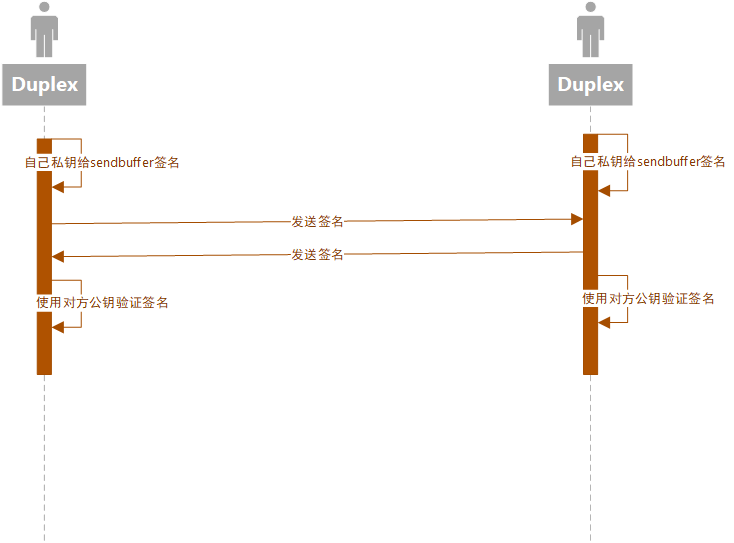 Duplex
Duplex
自己私钥给sendbuffer签名
自己私钥给sendbuffer签名
发送签名
发送签名
使用对方公钥验证签名
使用对方公钥验证签名